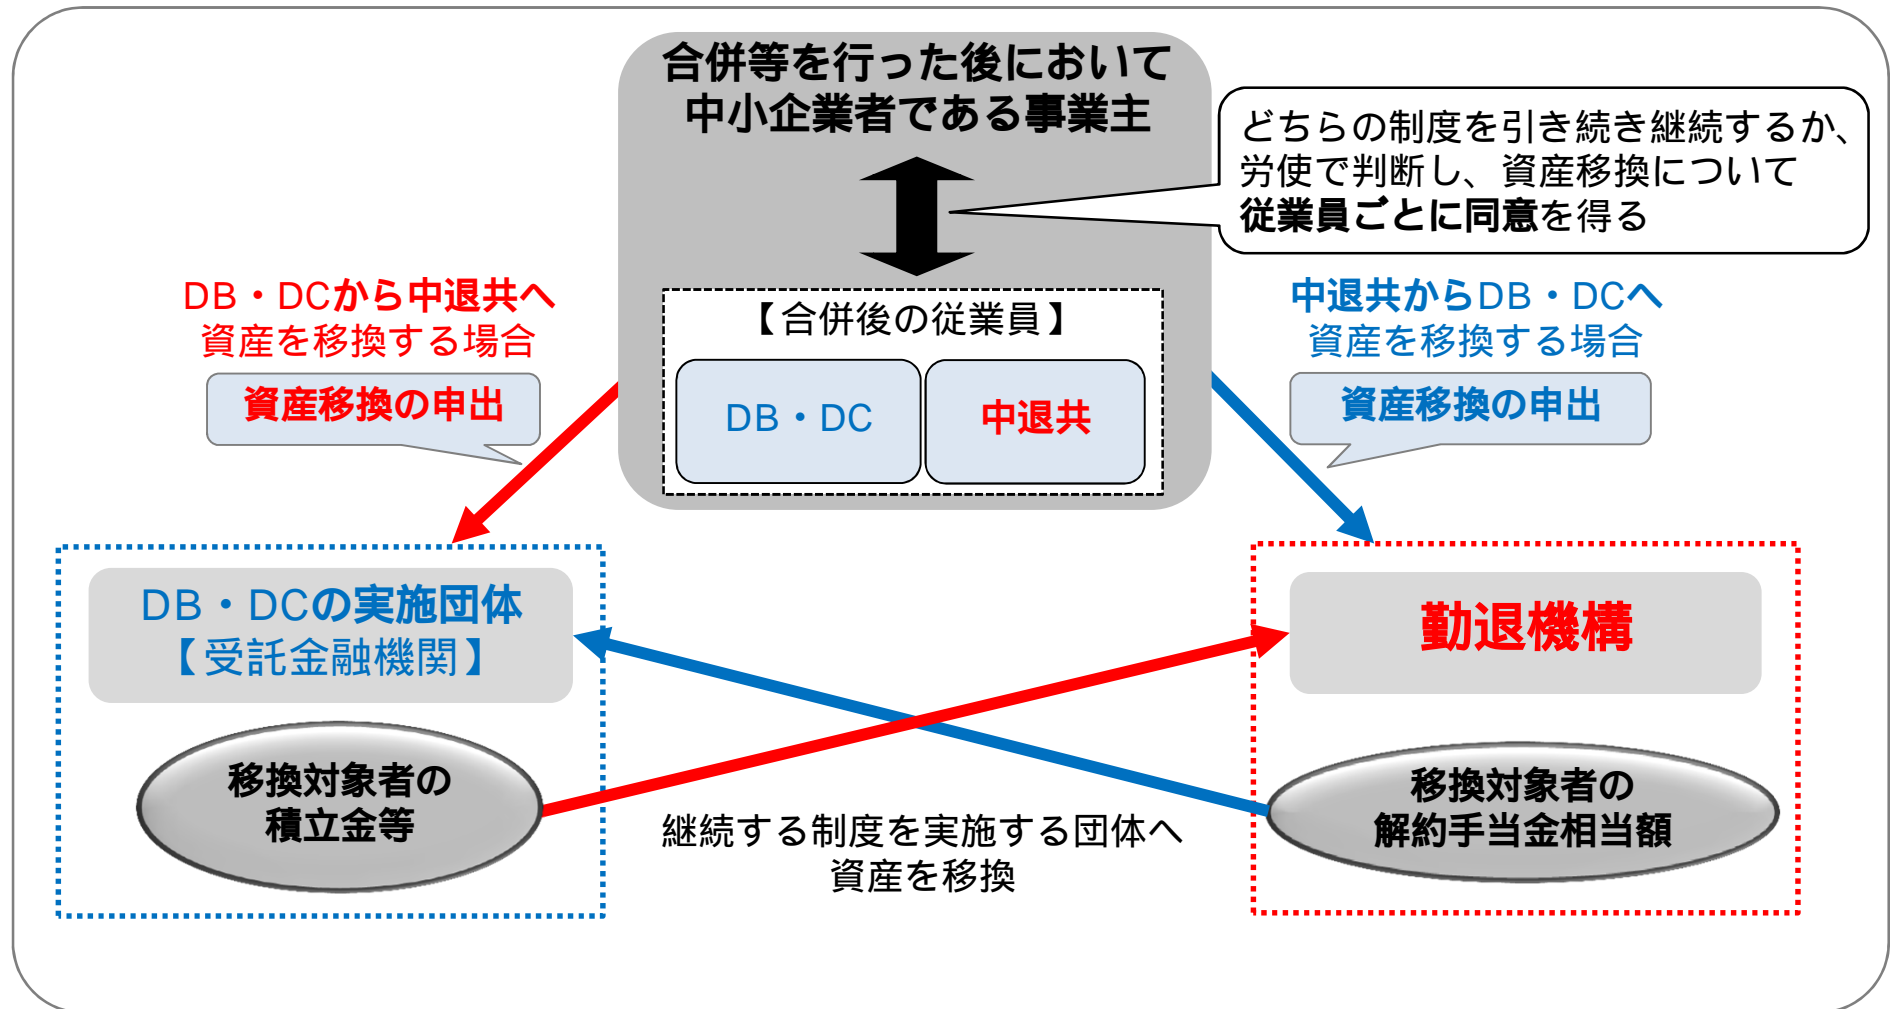 合併等を行った後において
中小企業者である事業主
どちらの制度を引き続き継続するか、
労使で判断し、資産移換について
従業員ごとに同意を得る
DB・DCから中退共へ
資産を移換する場合
資産移換の申出
【合併後の従業員】
DB・DC
中退共
中退共からDB・DCへ
資産を移換する場合
資産移換の申出
DB・DCの実施団体
【受託金融機関】
移換対象者の
積立金等
勤退機構
移換対象者の
解約手当金相当額
継続する制度を実施する団体へ
資産を移換